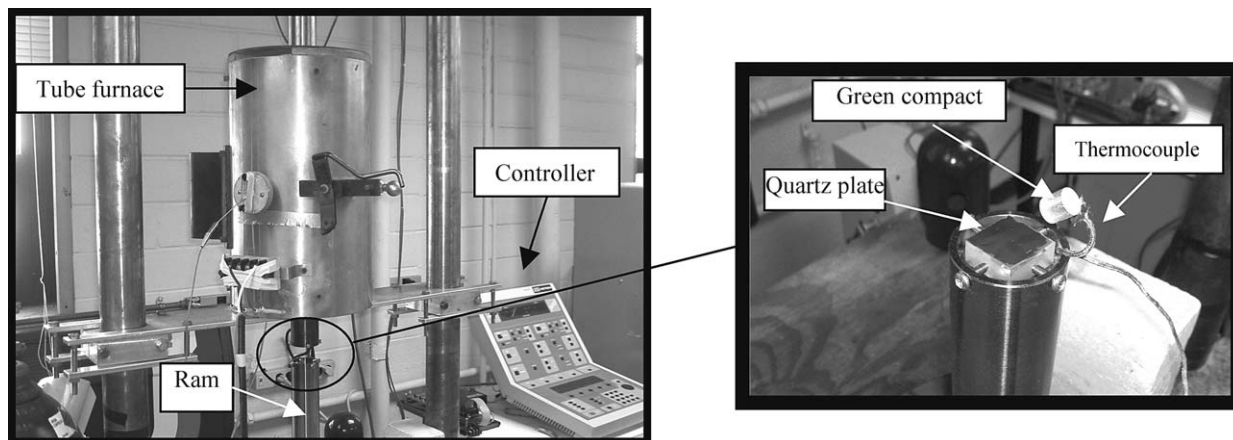 Tube furnace
Controller
Ram
Green compact
Thermocouple
Quartz plate